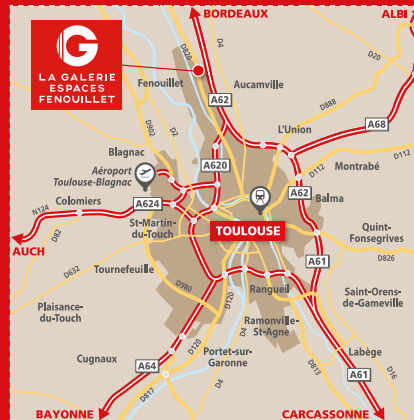 BORDEAUX
ALBI
G
LA GALERIE
ESPACES
FENOUILLET
D820
D4
D20
Fenouillet
Aucamville
A62
D888
D902
D2
A68
L'Union
Blagnac
A620
D112
D112
Aéroport
Toulouse-Blagnac
Montrabé
A62
N124
Colomiers
A624
Balma
St-Martin-
du-Touch
TOULOUSE
Quint-
Fonsegrives
D82
AUCH
D826
A61
D632
Tournefeuille
D980
Rangueil
Saint-Orens-
de-Gameville
D120
Plaisance-
du-Touch
Ramonville-
St-Agne
D120
D4
Cugnaux
Portet-sur-
Garonne
Labège
A64
D813
D16
A61
D817
BAYONNE
CARCASSONNE